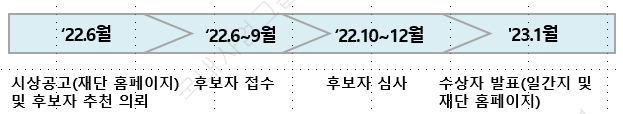 ‘22.6월 ‘22.6~9월 ‘22.10~12월 '23.1월
시상공고(재단 홈페이지) 후보자 접수 후보자 심사 수상자 발표(일간지 및
및 후보자 추천 의뢰 재단 홈페이지)